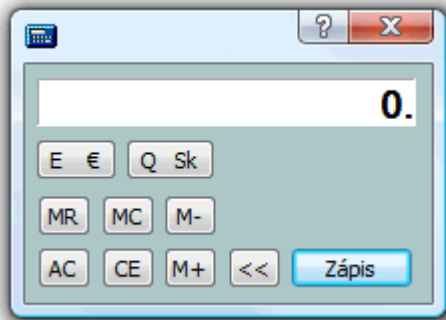 0.
E €   Q Sk
MR   MC   M-
AC   CE   M+   <<   Zápis